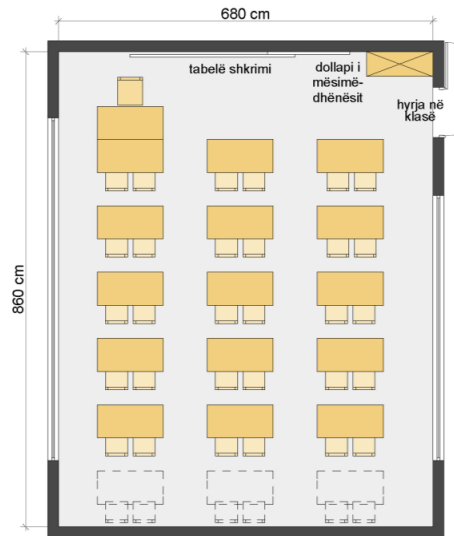 680 cm
tabelë shkrimi
dollapi i
mësimë-
dhënësit
hyrja në
klasë
860 cm